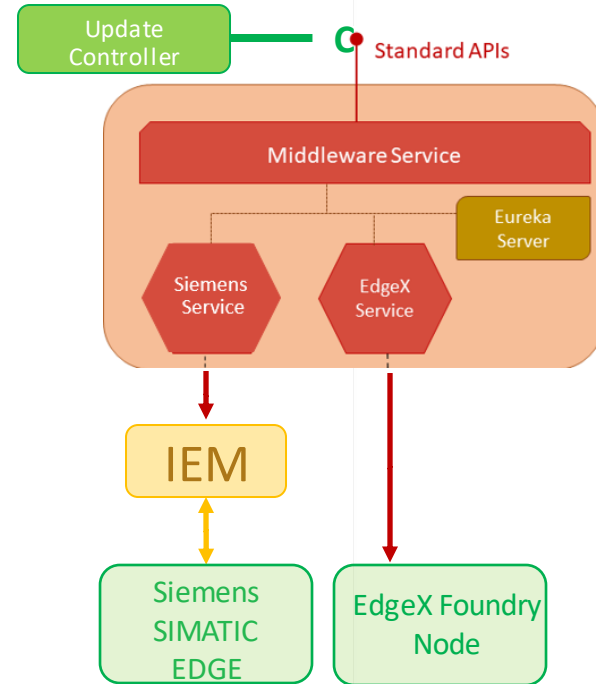 Update
Controller
C
Standard APIs
Middleware Service
Eureka
Server
Siemens
Service
EdgeX
Service
IEM
Siemens
SIMATIC
EDGE
EdgeX Foundry
Node